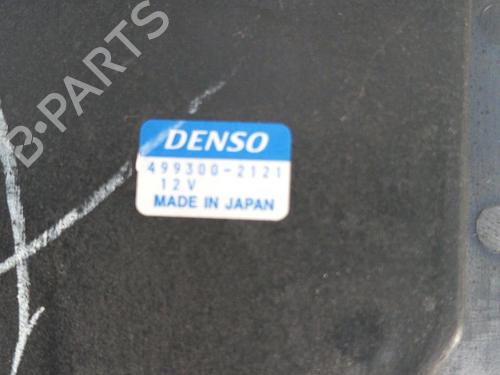 B-PARTS
DENSO
499300-2121
12V
MADE IN JAPAN